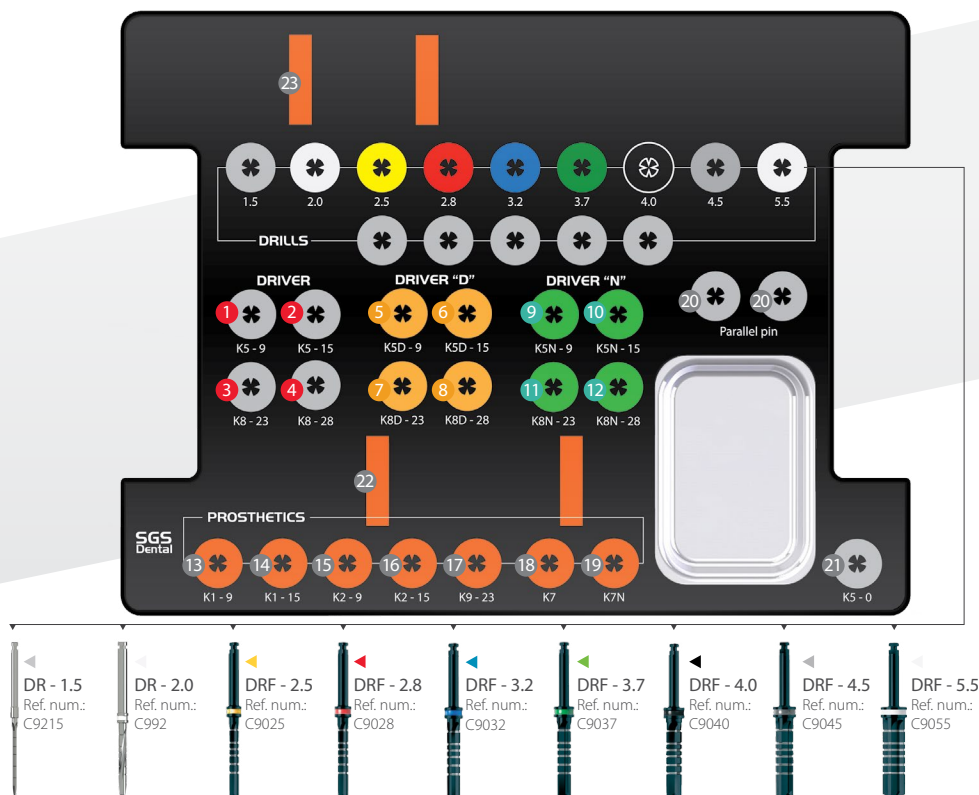 23
1.5 2.0 2.5 2.8 3.2 3.7 4.0 4.5 5.5
DRILLS
DRIVER DRIVER “D” DRIVER “N”
20 20
Parallel pin
1 2 5 6 9 10
K5 - 9 K5 - 15 K5D - 9 K5D - 15 K5N - 9 K5N - 15
3 4 7 8 11 12
K8 - 23 K8 - 28 K8D - 23 K8D - 28 K8N - 23 K8N - 28
22
PROSTHETICS
SGS
Dental
13 14 15 16 17 18 19 21
K1 - 9 K1 - 15 K2 - 9 K2 - 15 K9 - 23 K7 K7N K5 - 0
DR - 1.5
Ref. num.:
C9215
DR - 2.0
Ref. num.:
C992
DRF - 2.5
Ref. num.:
C9025
DRF - 2.8
Ref. num.:
C9028
DRF - 3.2
Ref. num.:
C9032
DRF - 3.7
Ref. num.:
C9037
DRF - 4.0
Ref. num.:
C9040
DRF - 4.5
Ref. num.:
C9045
DRF - 5.5
Ref. num.:
C9055